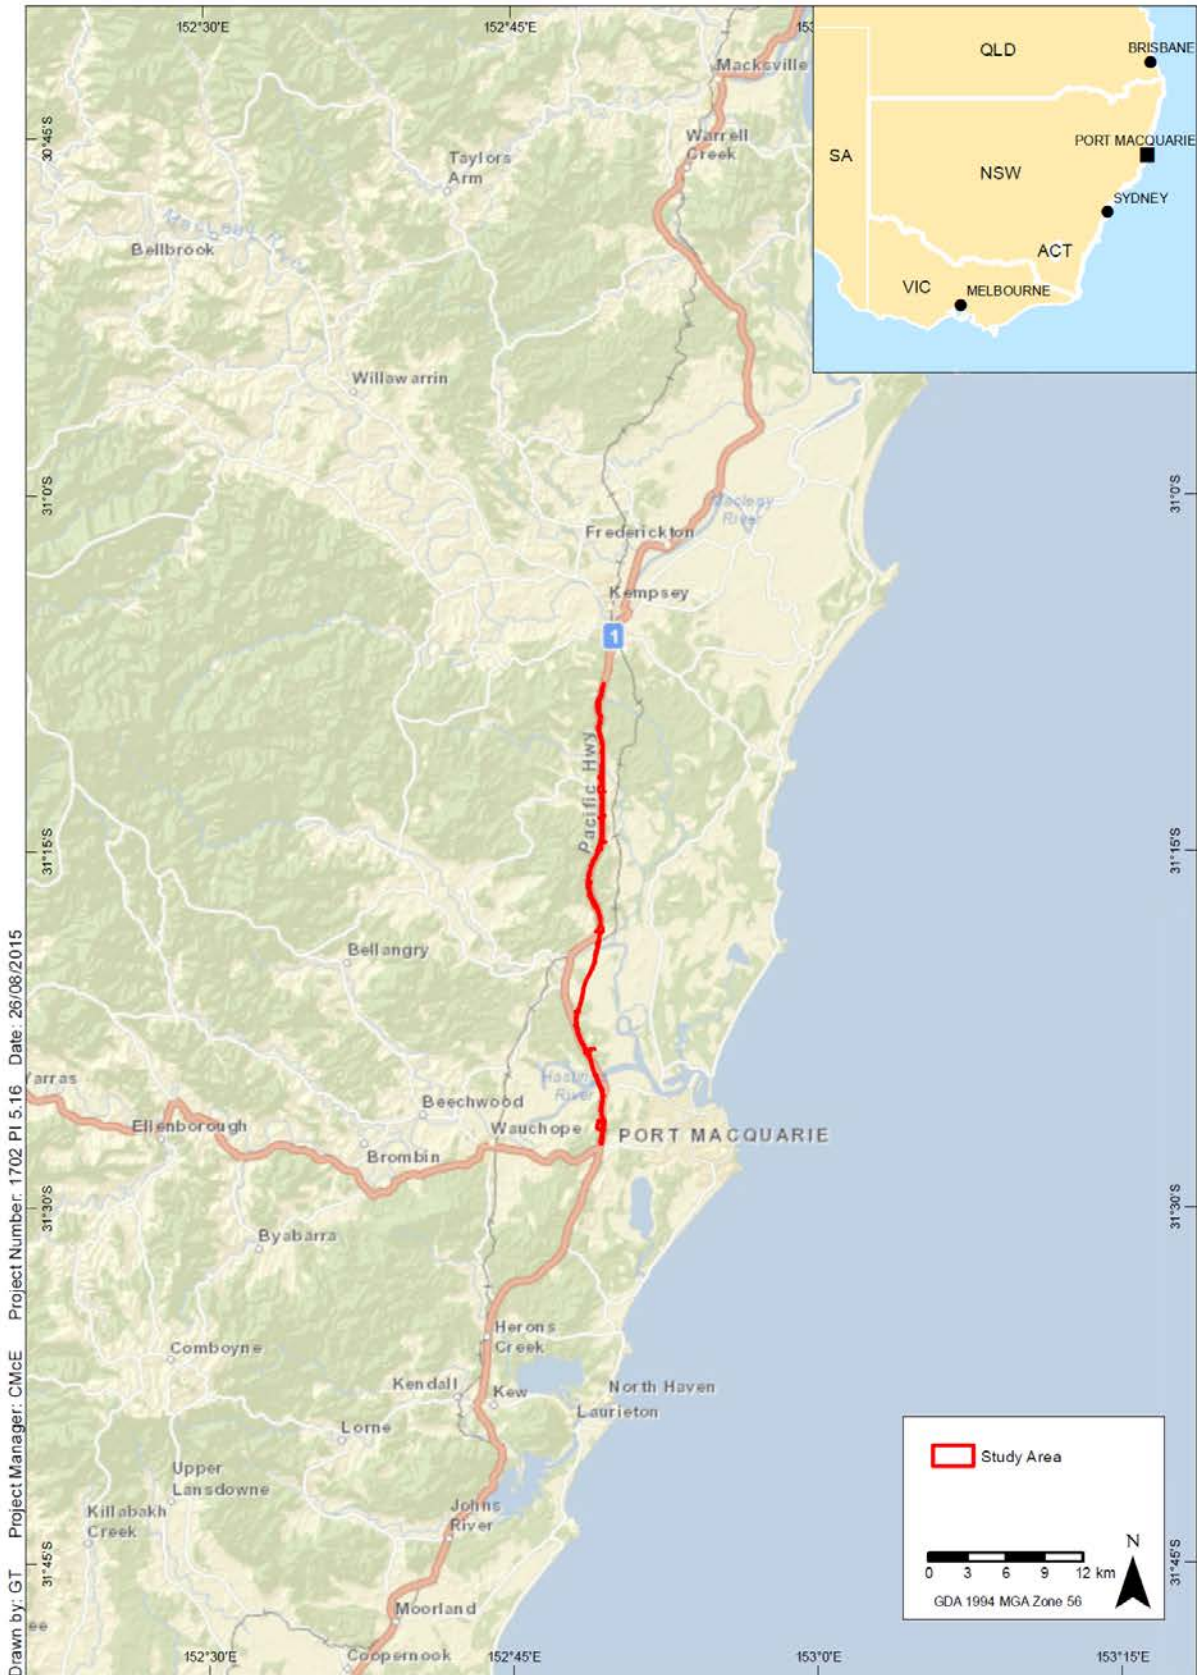 152°30'E
152°45'E
QLD
BRISBANE
Macksville
30°45'S
Warrell
Creek
PORT MACQUARIE
Taylors
Arm
SA
NSW
SYDNEY
Macleay River
Bellbrook
ACT
VIC
MELBOURNE
Willawarrin
31°0'S
31°0'S
Macleay
River
Frederickton
Kempsey
1
Pacific Hwy
31°15'S
31°15'S
Bellangry
Hastings
River
Beechwood
Ellenborough
Wauchope
PORT MACQUARIE
Brombin
31°30'S
31°30'S
Byabarra
Herons
Creek
Comboyne
Kendall
Kew
North Haven
Laurieton
Lorne
Study Area
Upper
Lansdowne
Killabakh
Creek
Johns
River
N
31°45'S
31°45'S
0 3 6 9 12 km
GDA 1994 MGA Zone 56
Moorland
Coopernook
152°30'E
152°45'E
153°0'E
153°15'E
Drawn by: GT Project Manager: CMcE Project Number: 1702 PI 5.16 Date: 26/08/2015